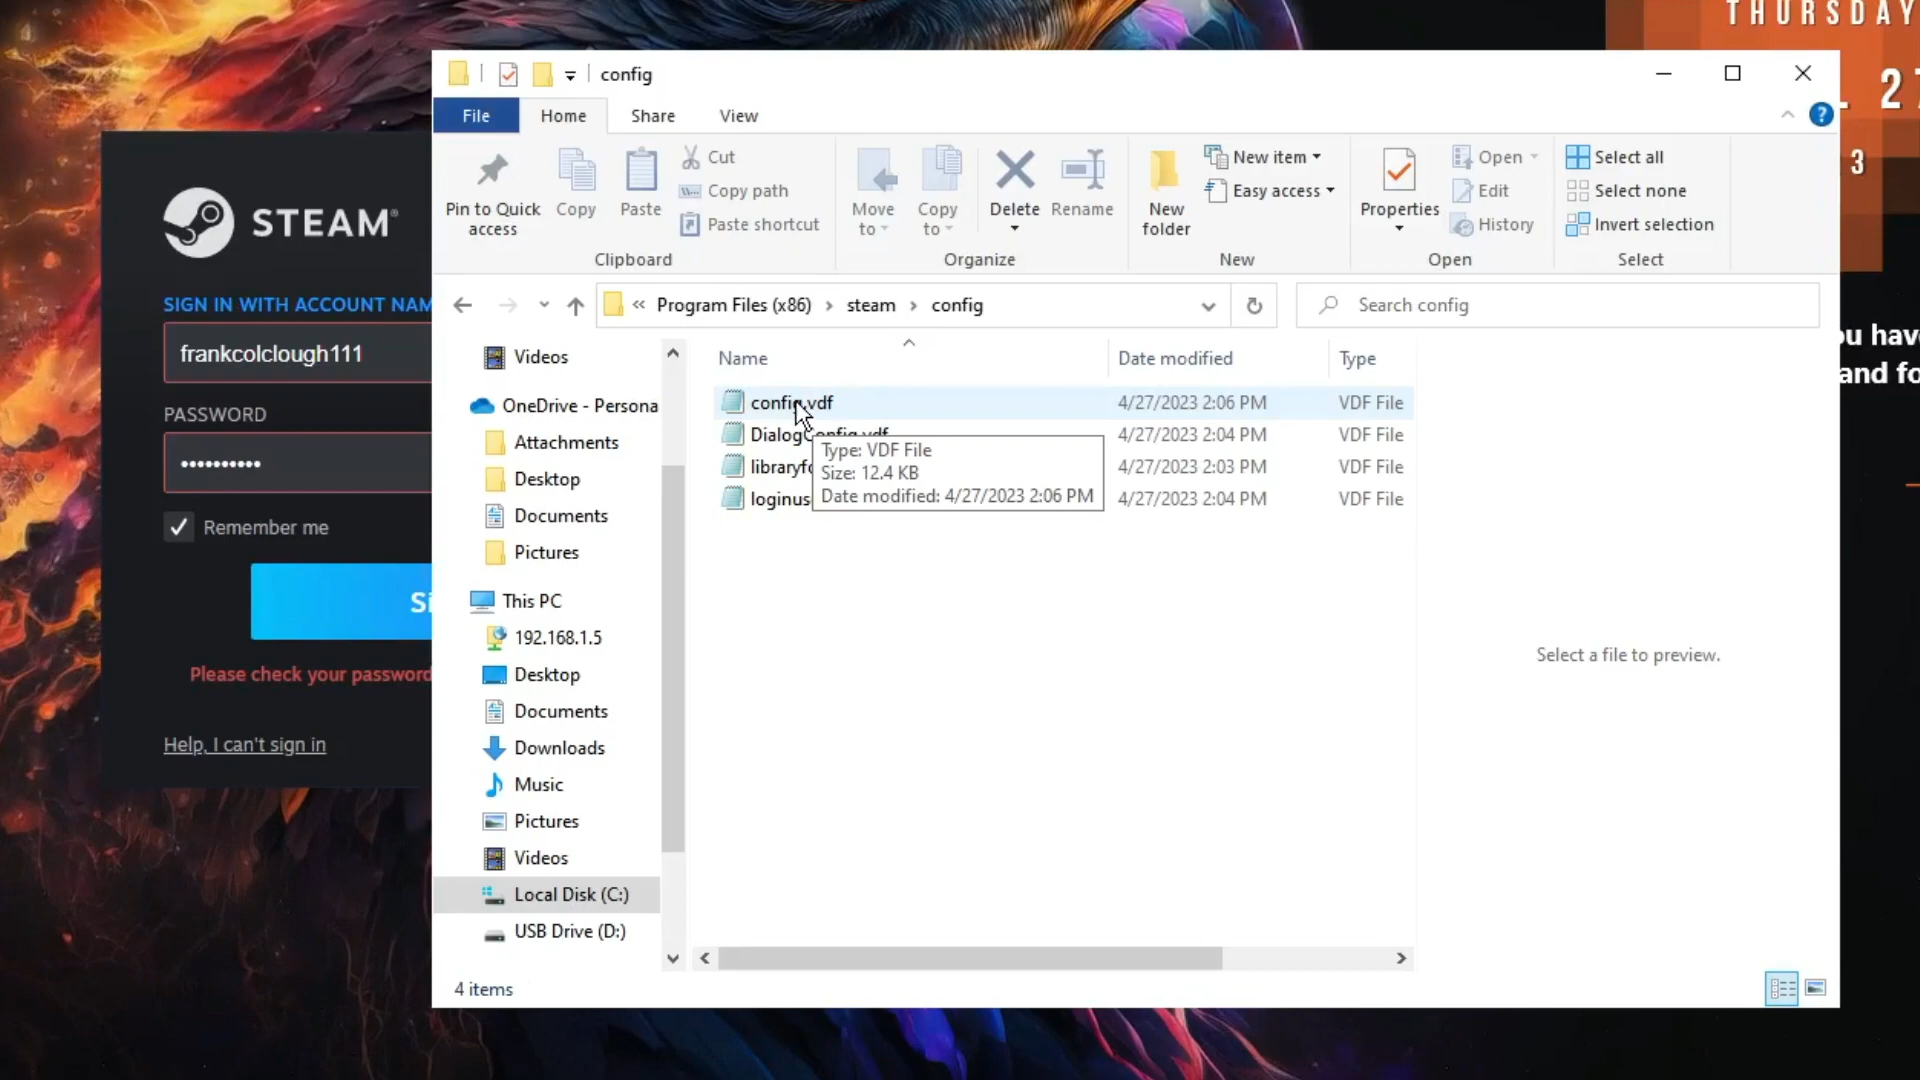 THURSDAY
config
File Home Share View
L 27
3
Pin to Quick access
Copy
Paste
Cut
Copy path
Paste shortcut
Clipboard
Move to
Copy to
Delete
Rename
Organize
New folder
New item
Easy access
New
Properties
Open
Edit
History
Open
Select all
Select none
Invert selection
Select
« Program Files (x86) › steam › config
Search config
STEAM®
SIGN IN WITH ACCOUNT NAM
frankcolclough111
PASSWORD
••••••••••
Remember me
Si
Please check your password
Help, I can't sign in
Videos
OneDrive - Persona
Attachments
Desktop
Documents
Pictures
This PC
192.168.1.5
Desktop
Documents
Downloads
Music
Pictures
Videos
Local Disk (C:)
USB Drive (D:)
Name Date modified Type
config.vdf 4/27/2023 2:06 PM VDF File
DialogConfig.vdf 4/27/2023 2:04 PM VDF File
libraryfo 4/27/2023 2:03 PM VDF File
loginus 4/27/2023 2:04 PM VDF File
Type: VDF File
Size: 12.4 KB
Date modified: 4/27/2023 2:06 PM
Select a file to preview.
ou have
and fo
4 items